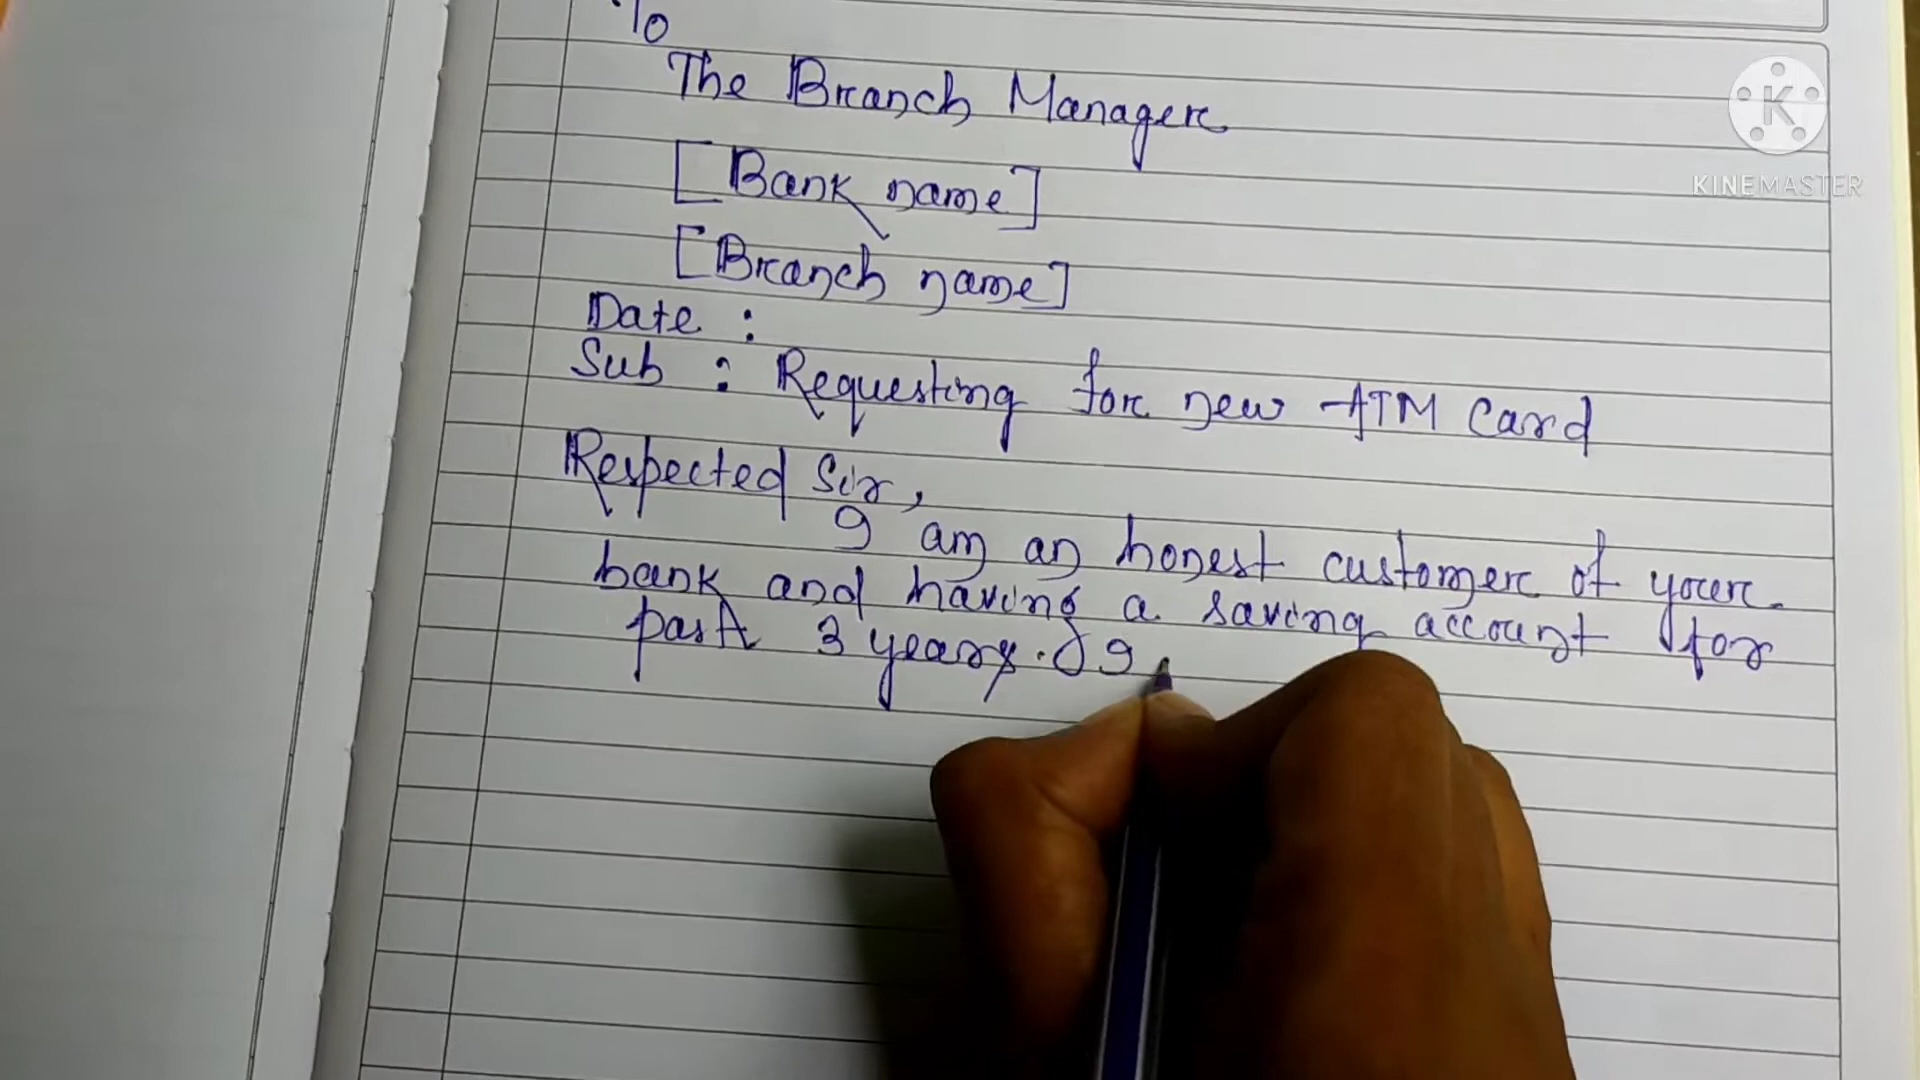 To
The Branch Manager
[Bank name]
[Branch name]
Date :
Sub : Requesting for new ATM Card
Respected Sir,
I am an honest customer of your
bank and having a saving account for
past 3 years. I
KINEMASTER